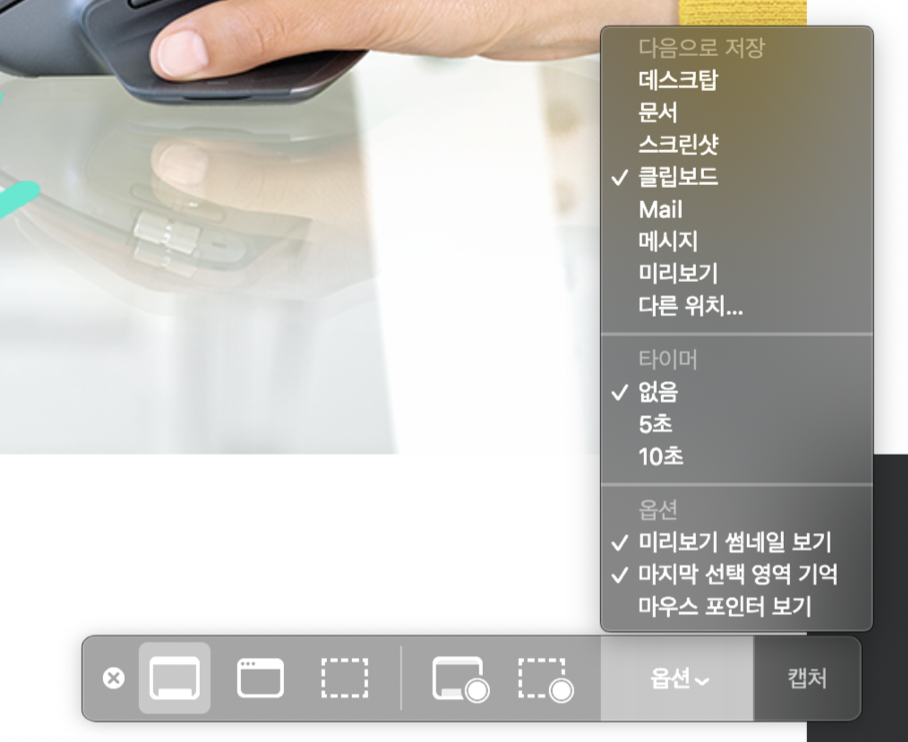 다음으로 저장
데스크탑
문서
스크린샷
클립보드
Mail
메시지
미리보기
다른 위치...
타이머
없음
5초
10초
옵션
미리보기 썸네일 보기
마지막 선택 영역 기억
마우스 포인터 보기
옵션
캡처